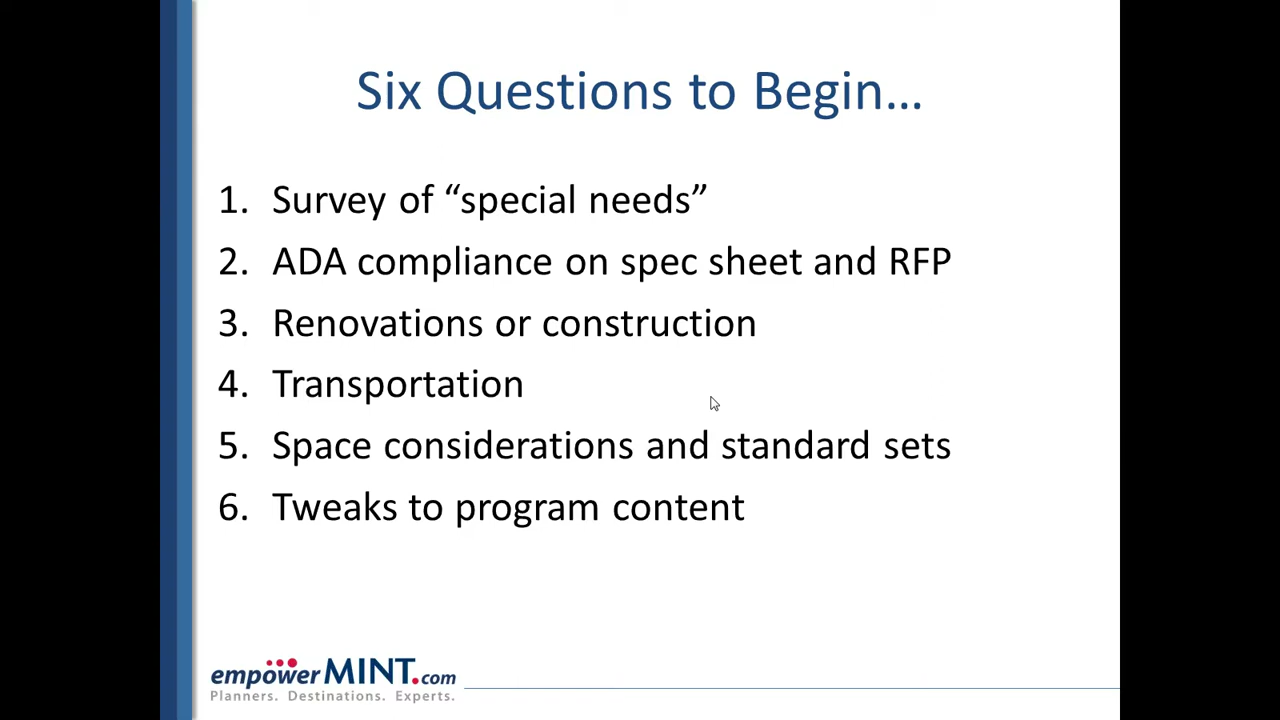 Six Questions to Begin...
1. Survey of “special needs”
2. ADA compliance on spec sheet and RFP
3. Renovations or construction
4. Transportation
5. Space considerations and standard sets
6. Tweaks to program content
empowerMINT.com
Planners. Destinations. Experts.